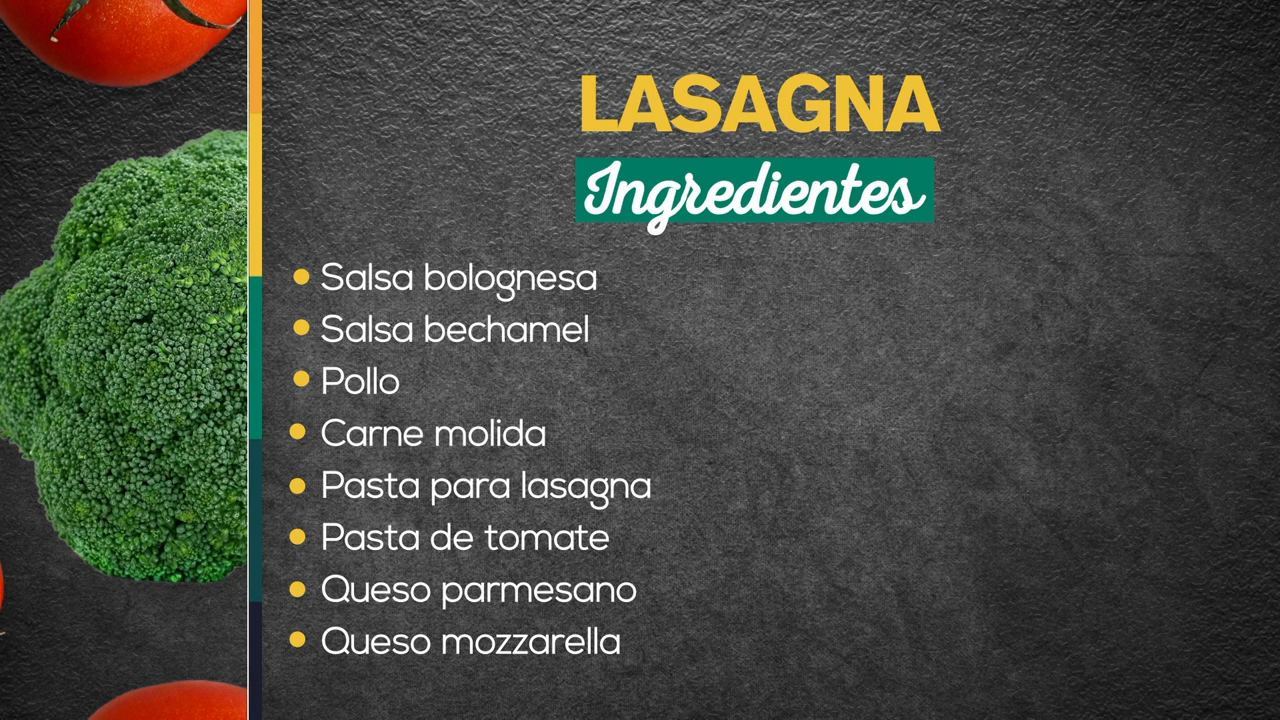 LASAGNA
Ingredientes
Salsa bolognesa
Salsa bechamel
Pollo
Carne molida
Pasta para lasagna
Pasta de tomate
Queso parmesano
Queso mozzarella